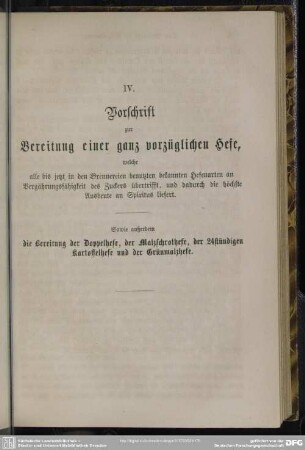 IV.
Vorschrift
zur
Bereitung einer ganz vorzüglichen Hefe,
welche
alle bis jetzt in den Brennereien benutzten bekannten Hefenarten an
Vergährungsfähigkeit des Zuckers übertrifft, und dadurch die höchste
Ausbeute an Spiritus liefert.
Sowie außerdem
die Bereitung der Doppelhefe, der Maizschrothefe, der 24stündigen
Kartoffelhefe und der Grünmalzhefe.